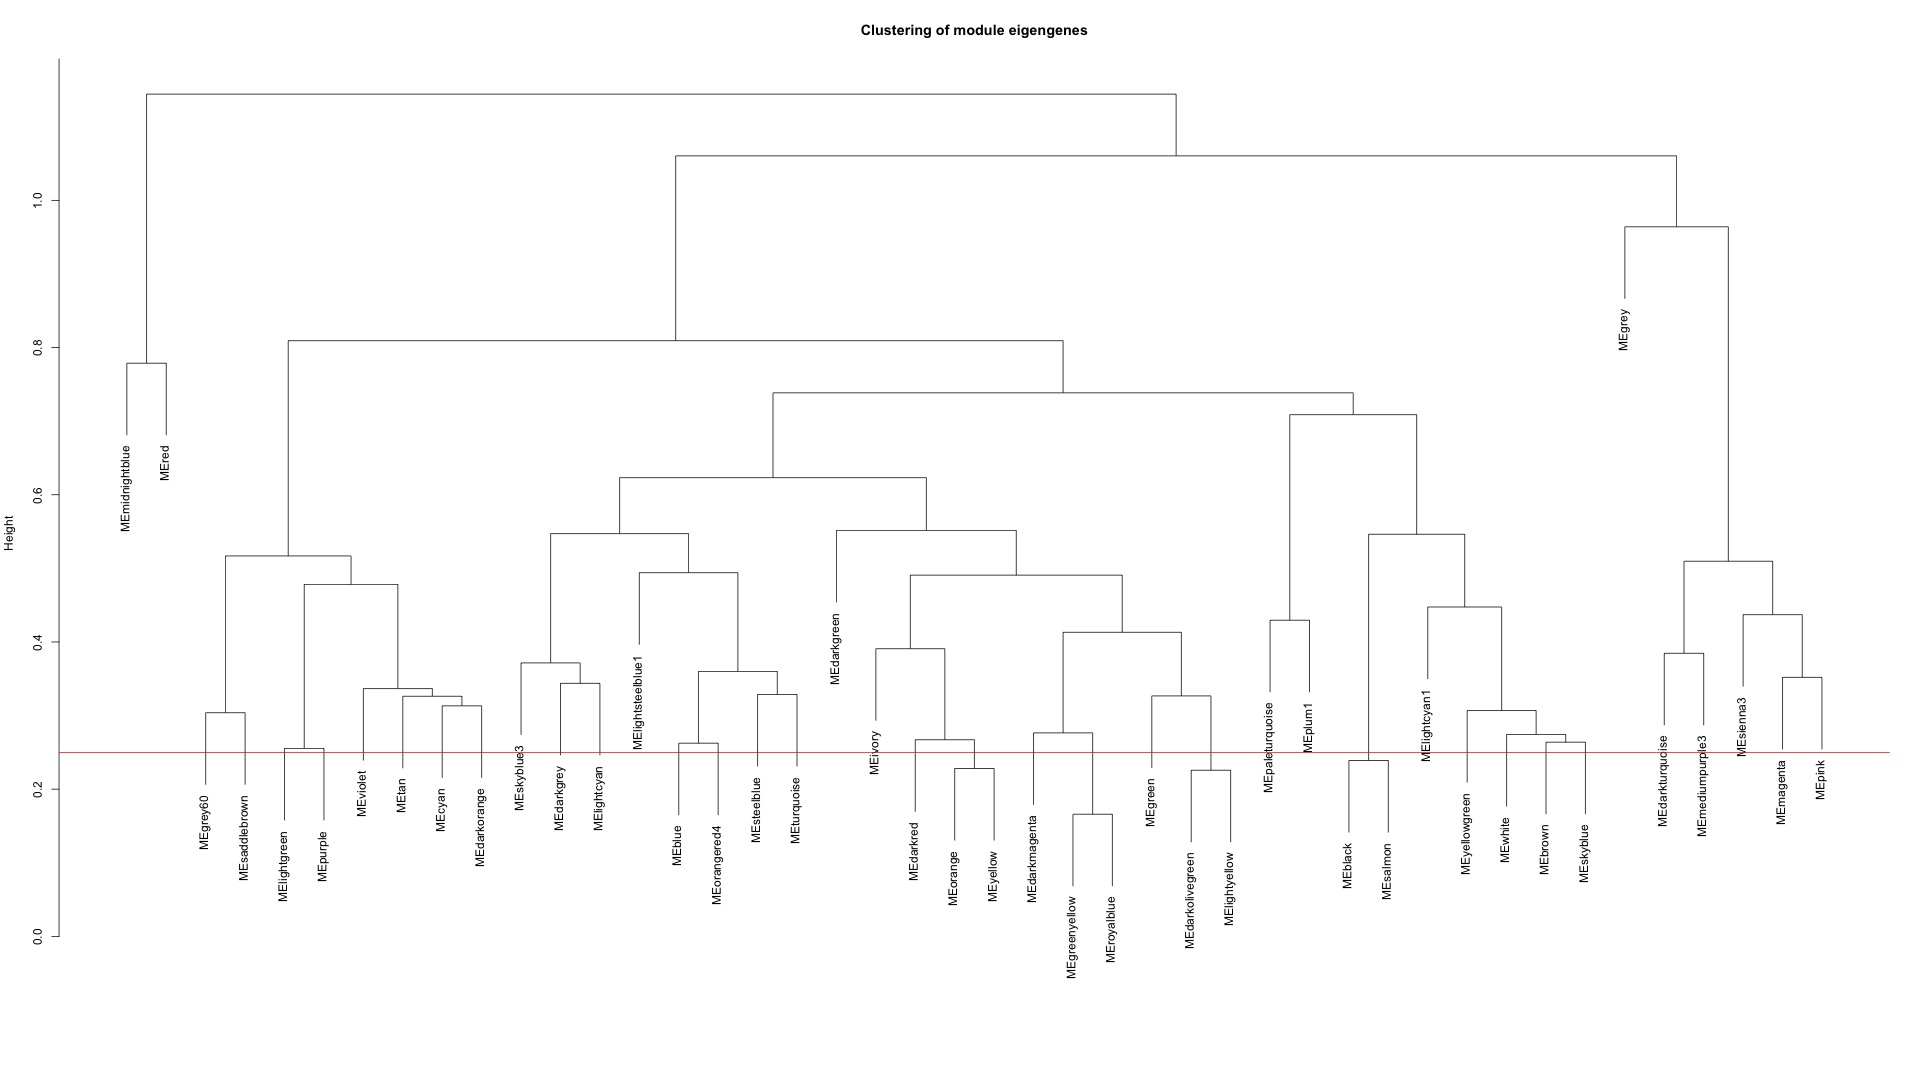 Clustering of module eigengenes
Height
1.0
0.8
0.6
0.4
0.2
0.0
MEmidnightblue
MEred
MEgrey60
MEsaddlebrown
MElightgreen
MEpurple
MEviolet
MEtan
MEcyan
MEdarkorange
MEskyblue3
MEdarkgrey
MElightcyan
MElightsteelblue1
MEblue
MEorangered4
MEsteelblue
MEturquoise
MEdarkgreen
MEivory
MEdarkred
MEorange
MEyellow
MEdarkmagenta
MEgreenyellow
MEroyalblue
MEgreen
MEdarkolivegreen
MElightyellow
MEpaleturquoise
MEplum1
MEblack
MEsalmon
MElightcyan1
MEyellowgreen
MEwhite
MEbrown
MEskyblue
MEgrey
MEdarkturquoise
MEmediumpurple3
MEsienna3
MEmagenta
MEpink